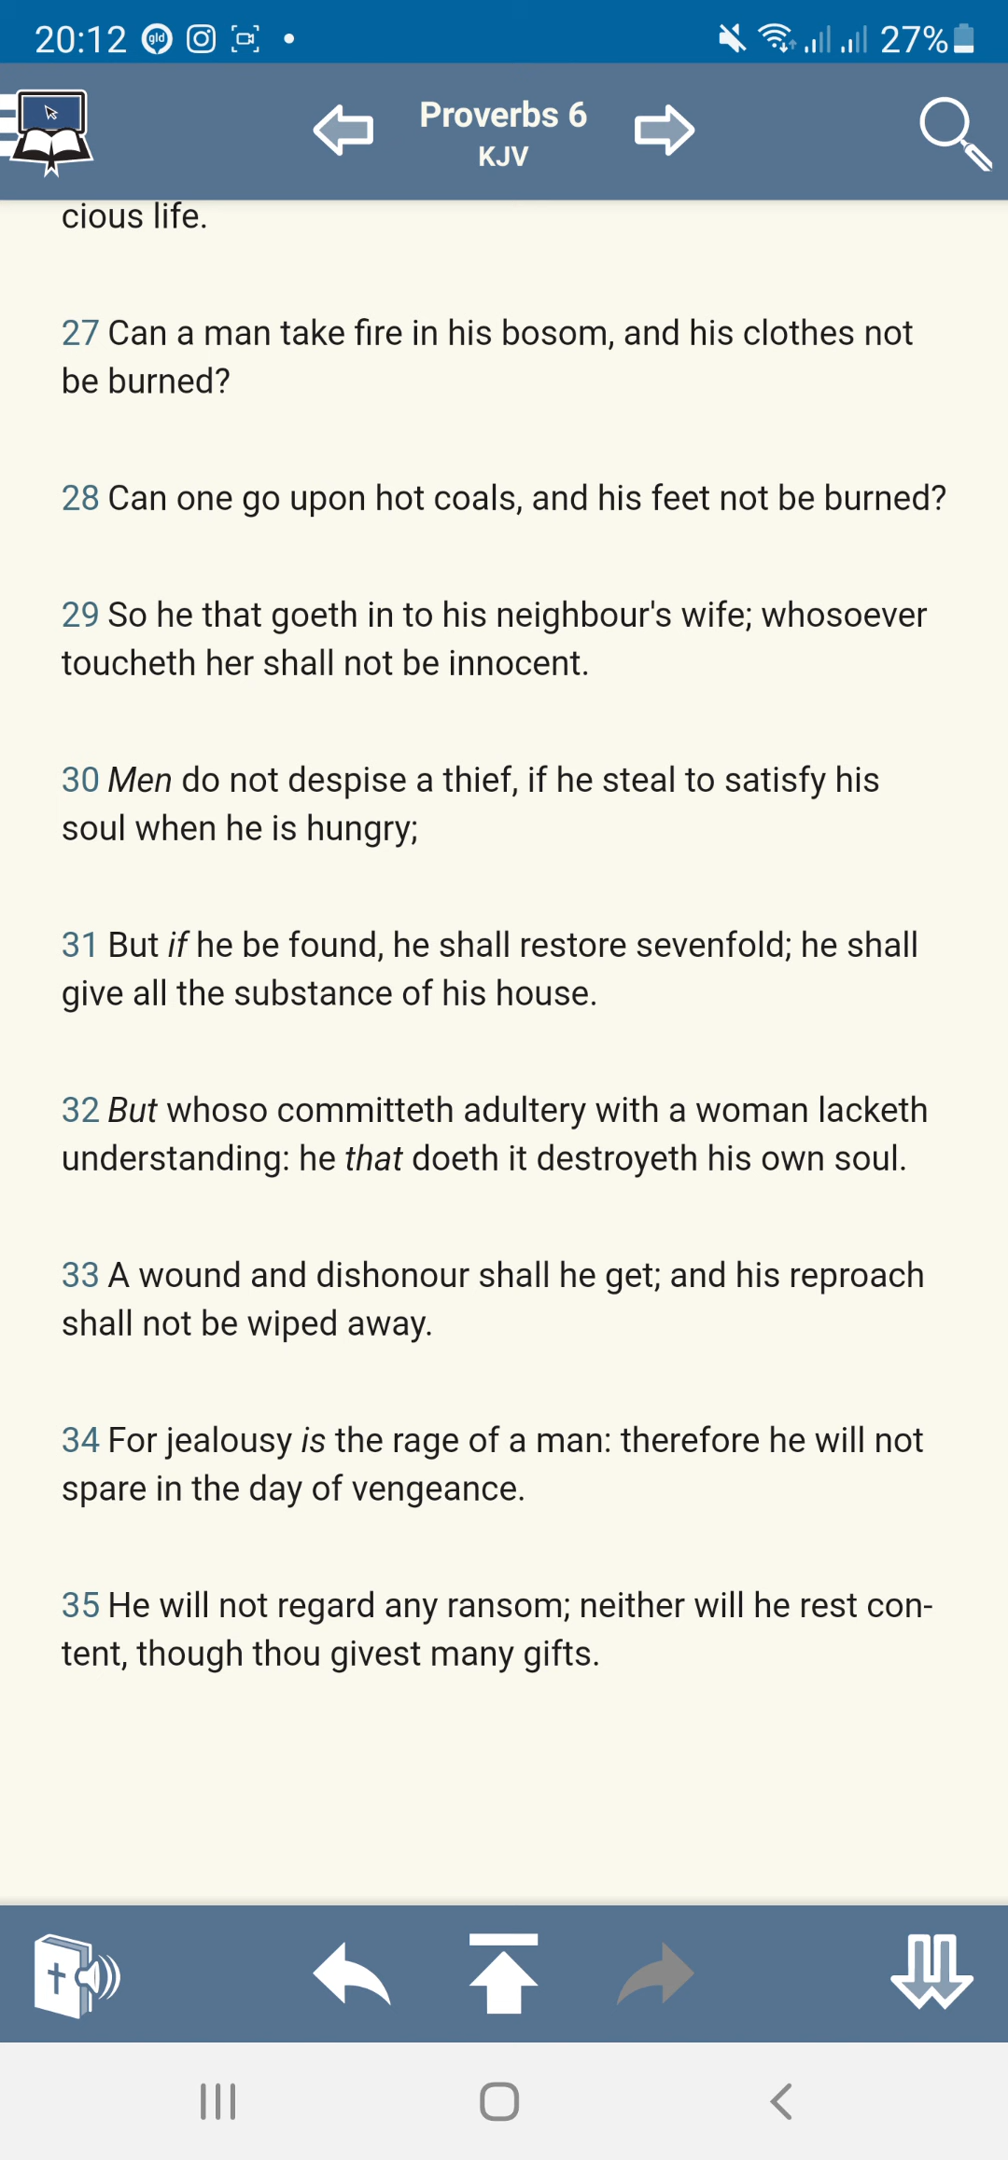 20:12 gld 27%
Proverbs 6
KJV
cious life.
27 Can a man take fire in his bosom, and his clothes not
be burned?
28 Can one go upon hot coals, and his feet not be burned?
29 So he that goeth in to his neighbour's wife; whosoever
toucheth her shall not be innocent.
30 Men do not despise a thief, if he steal to satisfy his
soul when he is hungry;
31 But if he be found, he shall restore sevenfold; he shall
give all the substance of his house.
32 But whoso committeth adultery with a woman lacketh
understanding: he that doeth it destroyeth his own soul.
33 A wound and dishonour shall he get; and his reproach
shall not be wiped away.
34 For jealousy is the rage of a man: therefore he will not
spare in the day of vengeance.
35 He will not regard any ransom; neither will he rest con-
tent, though thou givest many gifts.